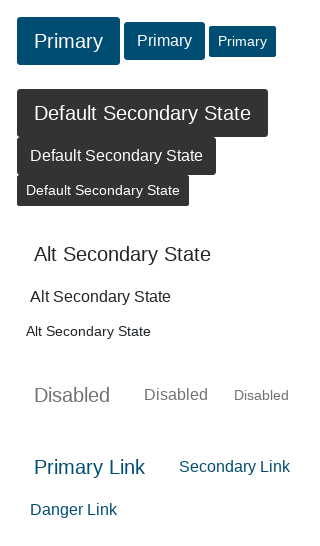 Primary Primary Primary
Default Secondary State
Default Secondary State
Default Secondary State
Alt Secondary State
Alt Secondary State
Alt Secondary State
Disabled Disabled Disabled
Primary Link Secondary Link
Danger Link